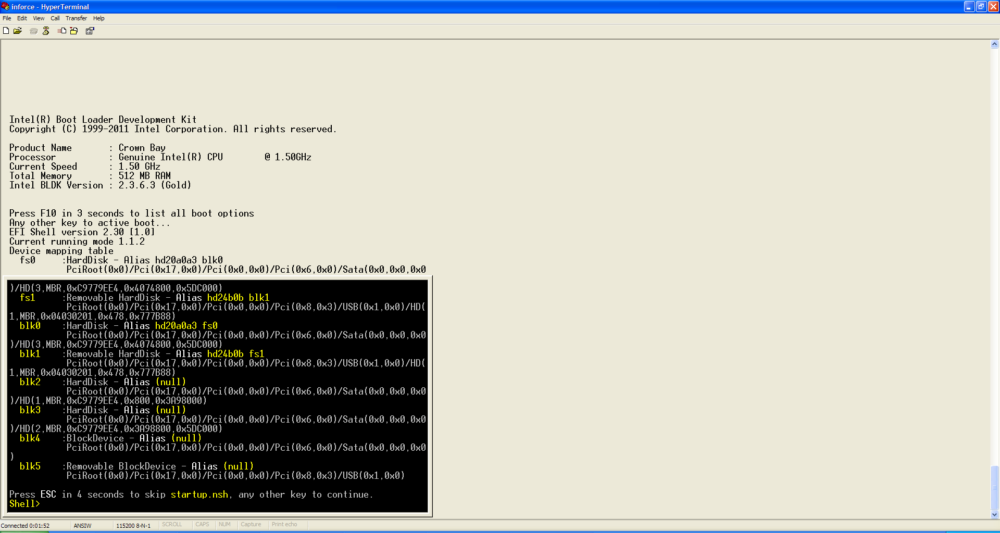 inforce - HyperTerminal
File Edit View Call Transfer Help
Intel(R) Boot Loader Development Kit
Copyright (C) 1999-2011 Intel Corporation. All rights reserved.
Product Name : Crown Bay
Processor : Genuine Intel(R) CPU @ 1.50GHz
Current Speed : 1.50 GHz
Total Memory : 512 MB RAM
Intel BLDK Version : 2.3.6.3 (Gold)
Press F10 in 3 seconds to list all boot options
Any other key to active boot...
EFI Shell version 2.30 [1.0]
Current running mode 1.1.2
Device mapping table
fs0 :HardDisk - Alias hd20a0a3 blk0
PciRoot(0x0)/Pci(0x17,0x0)/Pci(0x0,0x0)/Pci(0x6,0x0)/Sata(0x0,0x0,0x0
)/HD(3,MBR,0xC9779EE4,0x4074800,0x5DC000)
fs1 :Removable HardDisk - Alias hd24b0b blk1
PciRoot(0x0)/Pci(0x17,0x0)/Pci(0x0,0x0)/Pci(0x8,0x3)/USB(0x1,0x0)/HD(
1,MBR,0x04030201,0x478,0x777B88)
blk0 :HardDisk - Alias hd20a0a3 fs0
PciRoot(0x0)/Pci(0x17,0x0)/Pci(0x0,0x0)/Pci(0x6,0x0)/Sata(0x0,0x0,0x0
)/HD(3,MBR,0xC9779EE4,0x4074800,0x5DC000)
blk1 :Removable HardDisk - Alias hd24b0b fs1
PciRoot(0x0)/Pci(0x17,0x0)/Pci(0x0,0x0)/Pci(0x8,0x3)/USB(0x1,0x0)/HD(
1,MBR,0x04030201,0x478,0x777B88)
blk2 :HardDisk - Alias (null)
PciRoot(0x0)/Pci(0x17,0x0)/Pci(0x0,0x0)/Pci(0x6,0x0)/Sata(0x0,0x0,0x0
)/HD(1,MBR,0xC9779EE4,0x800,0x3A98000)
blk3 :HardDisk - Alias (null)
PciRoot(0x0)/Pci(0x17,0x0)/Pci(0x0,0x0)/Pci(0x6,0x0)/Sata(0x0,0x0,0x0
)/HD(2,MBR,0xC9779EE4,0x3A98800,0x5DC000)
blk4 :BlockDevice - Alias (null)
PciRoot(0x0)/Pci(0x17,0x0)/Pci(0x0,0x0)/Pci(0x6,0x0)/Sata(0x0,0x0,0x0
)
blk5 :Removable BlockDevice - Alias (null)
PciRoot(0x0)/Pci(0x17,0x0)/Pci(0x0,0x0)/Pci(0x8,0x3)/USB(0x1,0x0)
Press ESC in 4 seconds to skip startup.nsh, any other key to continue.
Shell>
Connected 0:01:52 ANSIW 115200 8-N-1 SCROLL CAPS NUM Capture Print echo